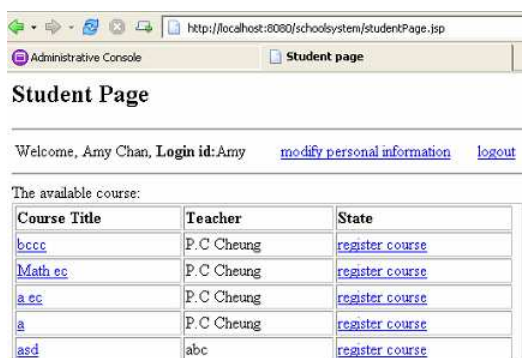 http://localhost:8080/schoolsystem/studentPage.jsp
Administrative Console Student page
Student Page
Welcome, Amy Chan, Login id:Amy modify personal information logout
The available course:
Course Title Teacher State
bccc P.C Cheung register course
Math ec P.C Cheung register course
a ec P.C Cheung register course
a P.C Cheung register course
asd abc register course